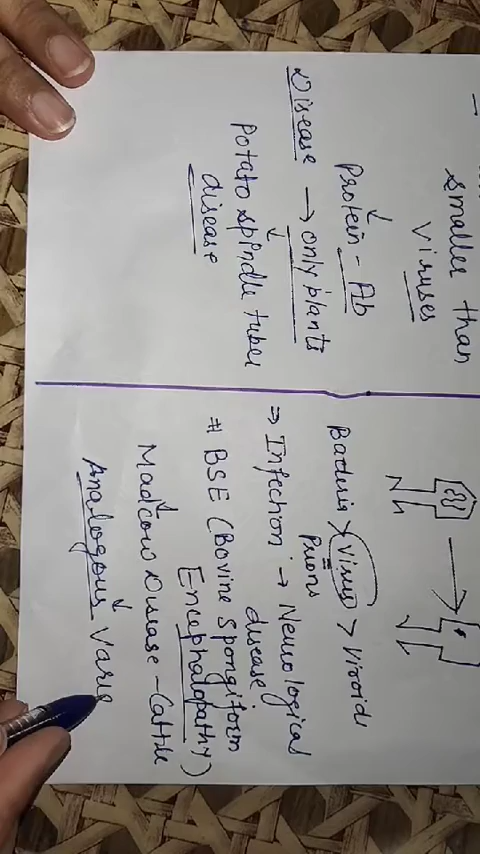 smaller than
viruses
Protein - Ab
Disease → only plants
Potato spindle tuber
disease
Bacteria > Virus > Viroids
Prions
⇒ Infection → Neurological
disease
# BSE (Bovine Spongiform
Encephalopathy)
Mad cow Disease - Cattle
Analogous Varie